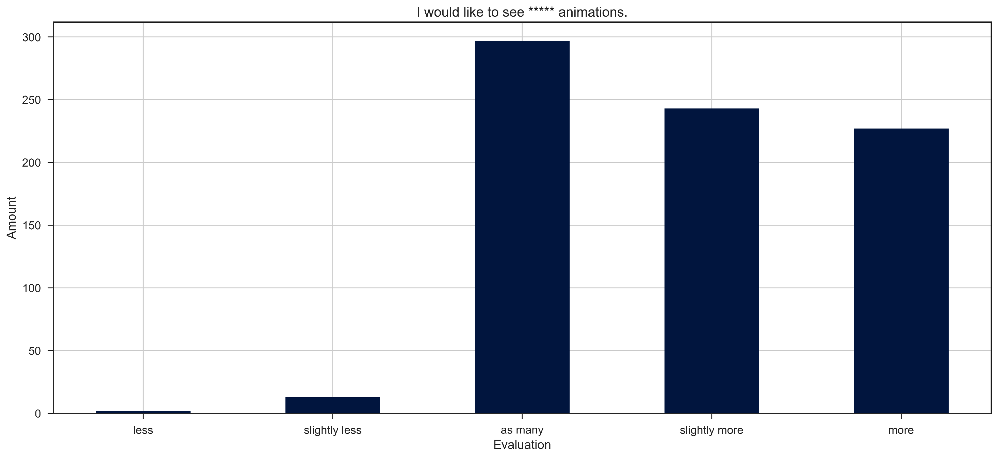 I would like to see ***** animations.
300
250
200
150
100
50
0
Amount
less
slightly less
as many
slightly more
more
Evaluation